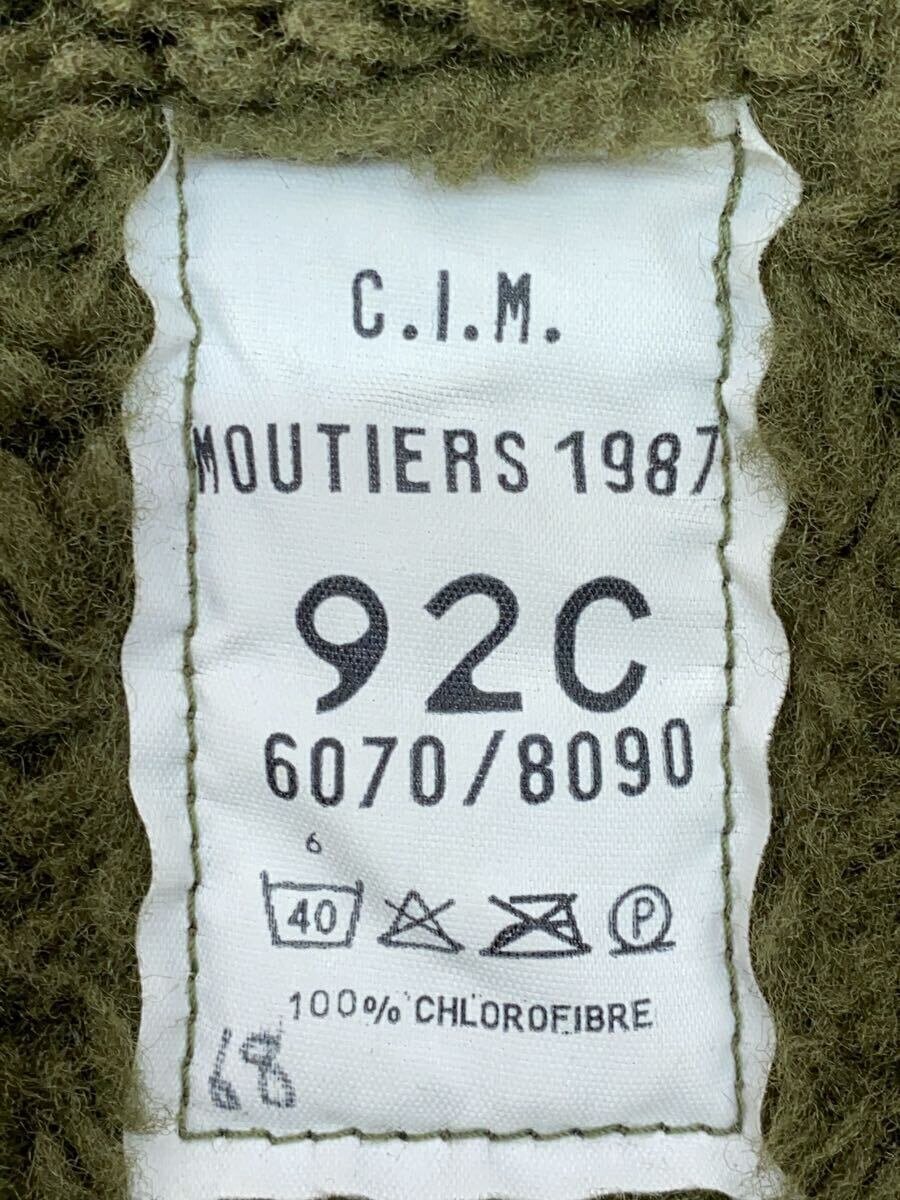 C.I.M.
MOUTIERS 1987
92C
6070/8090
6
40 P
100% CHLOROFIBRE
68